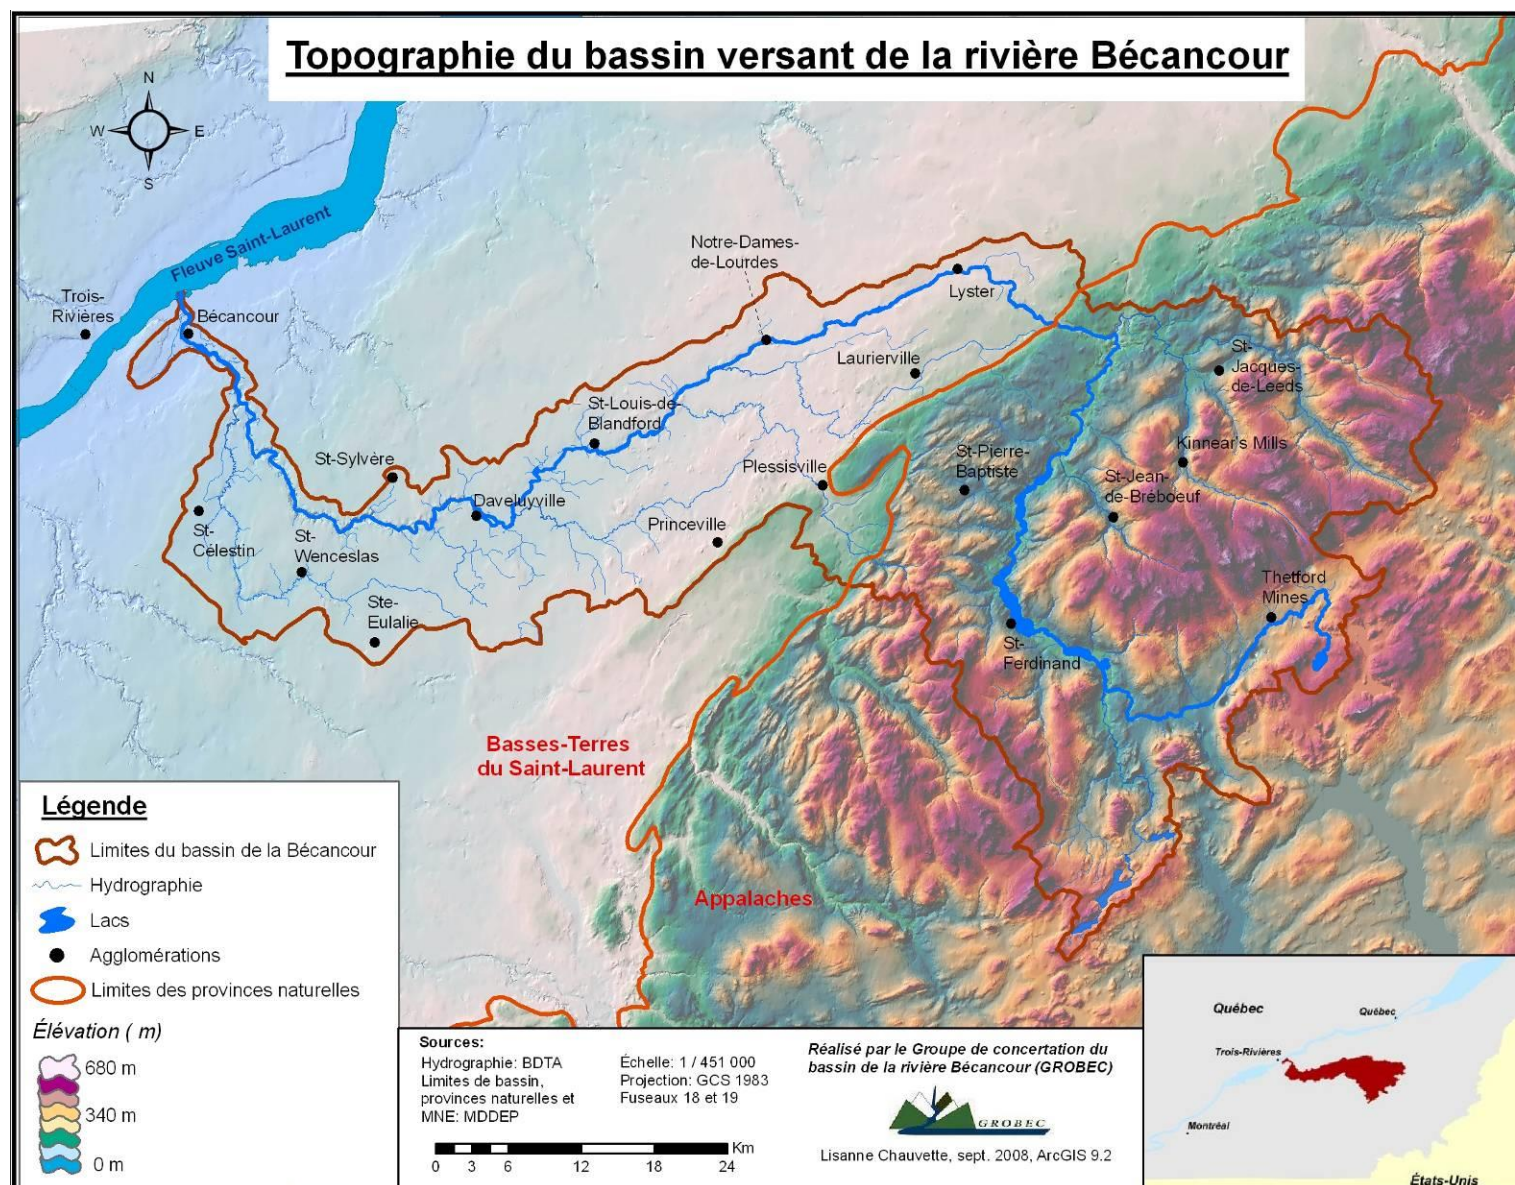 Topographie du bassin versant de la rivière Bécancour
N
W
E
S
Fleuve Saint-Laurent
Trois-
Rivières
Bécancour
Notre-Dames-
de-Lourdes
Lyster
Laurierville
St-
Jacques-
de-Leeds
St-Louis-de-
Blandford
St-Sylvère
Plessisville
St-Pierre-
Baptiste
Kinnear's Mills
St-Jean-
de-Bréboeuf
Daveluyville
St-
Célestin
St-
Wenceslas
Princeville
Ste-
Eulalie
Thetford
Mines
St-
Ferdinand
Basses-Terres
du Saint-Laurent
Appalaches
Légende
Limites du bassin de la Bécancour
Hydrographie
Lacs
Agglomérations
Limites des provinces naturelles
Élévation ( m)
680 m
340 m
0 m
Sources:
Hydrographie: BDTA
Limites de bassin,
provinces naturelles et
MNE: MDDEP
Échelle: 1 / 451 000
Projection: GCS 1983
Fuseaux 18 et 19
0 3 6 12 18 24 Km
Réalisé par le Groupe de concertation du
bassin de la rivière Bécancour (GROBEC)
GROBEC
Lisanne Chauvette, sept. 2008, ArcGIS 9.2
Québec
Québec
Trois-Rivières
Montréal
États-Unis